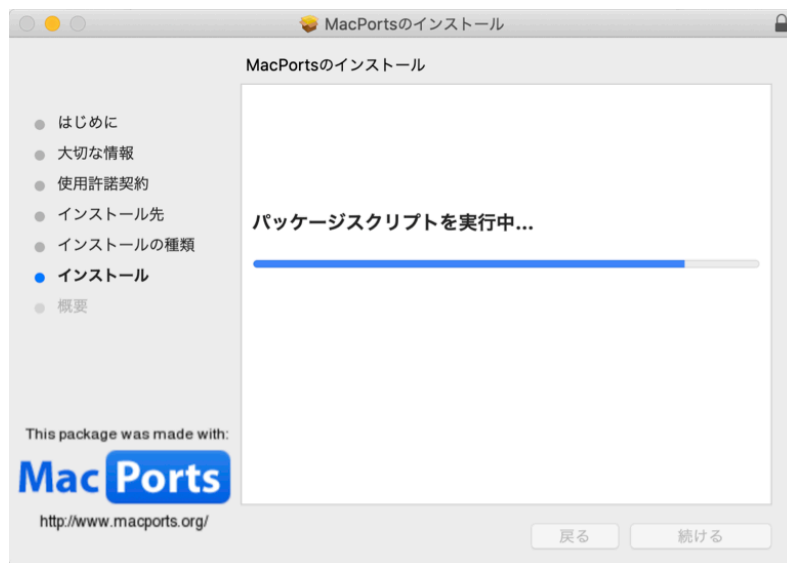 MacPortsのインストール
MacPortsのインストール
はじめに
大切な情報
使用許諾契約
インストール先
インストールの種類
インストール
概要
パッケージスクリプトを実行中...
This package was made with:
Mac Ports
http://www.macports.org/
戻る
続ける